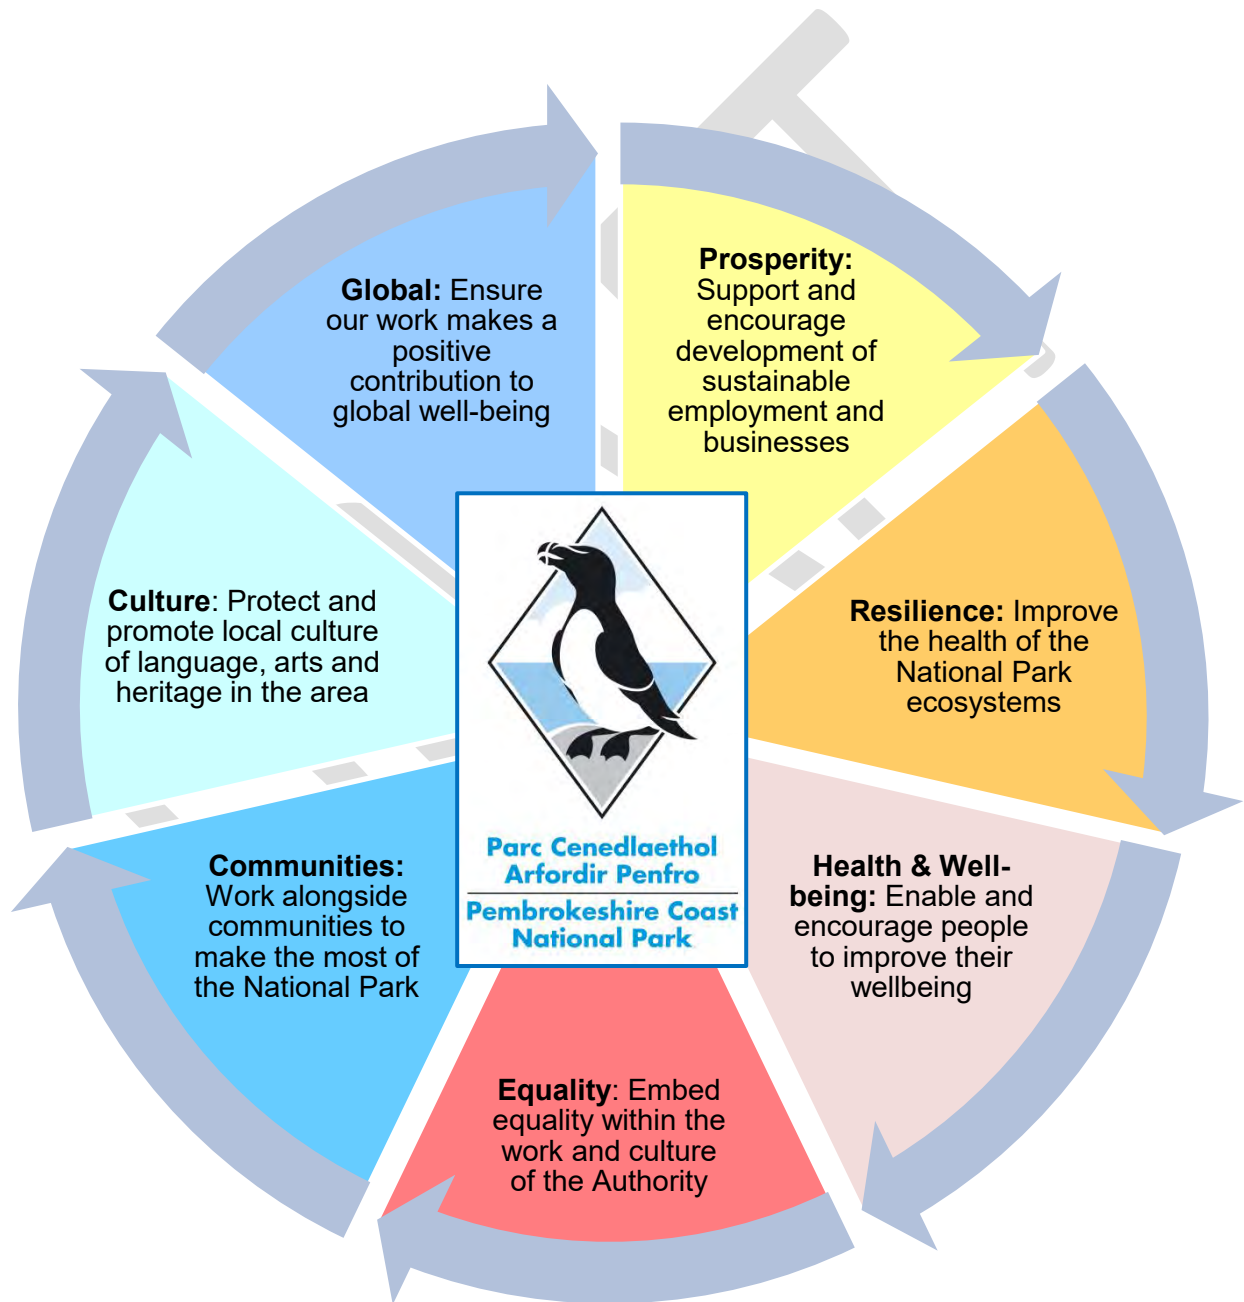 Prosperity:
Support and
encourage
development of
sustainable
employment and
businesses
Resilience: Improve
the health of the
National Park
ecosystems
Health & Well-
being: Enable and
encourage people
to improve their
wellbeing
Equality: Embed
equality within the
work and culture
of the Authority
Communities:
Work alongside
communities to
make the most of
the National Park
Culture: Protect and
promote local culture
of language, arts and
heritage in the area
Global: Ensure
our work makes a
positive
contribution to
global well-being
Parc Cenedlaethol
Arfordir Penfro
Pembrokeshire Coast
National Park